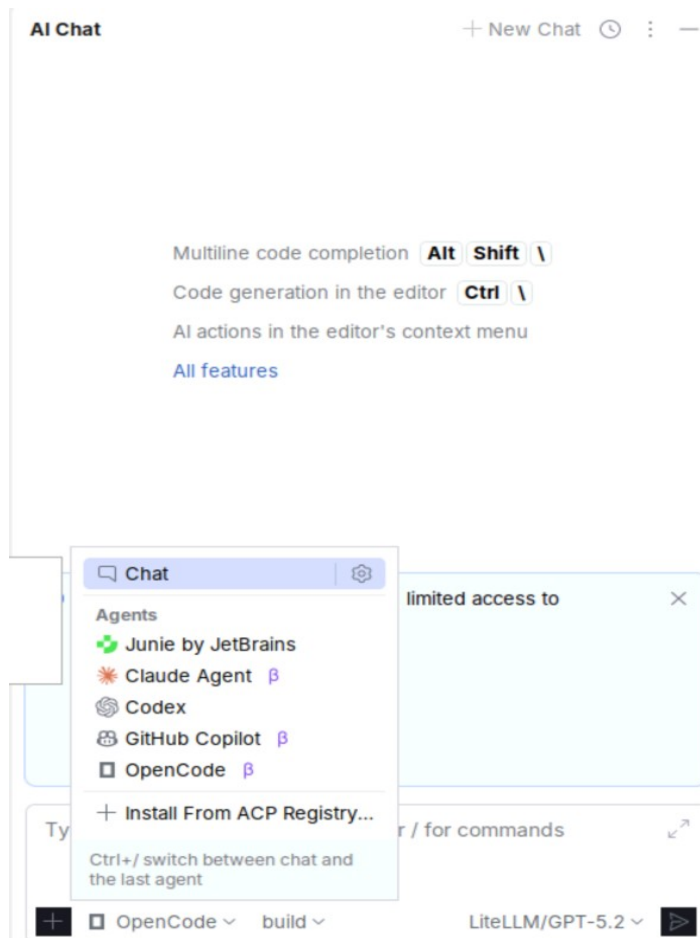 AI Chat
New Chat
Multiline code completion Alt Shift \
Code generation in the editor Ctrl \
AI actions in the editor's context menu
All features
Chat
limited access to
Agents
Junie by JetBrains
Claude Agent β
Codex
GitHub Copilot β
OpenCode β
Install From ACP Registry...
Ty r / for commands
Ctrl+/ switch between chat and
the last agent
OpenCode build LiteLLM/GPT-5.2